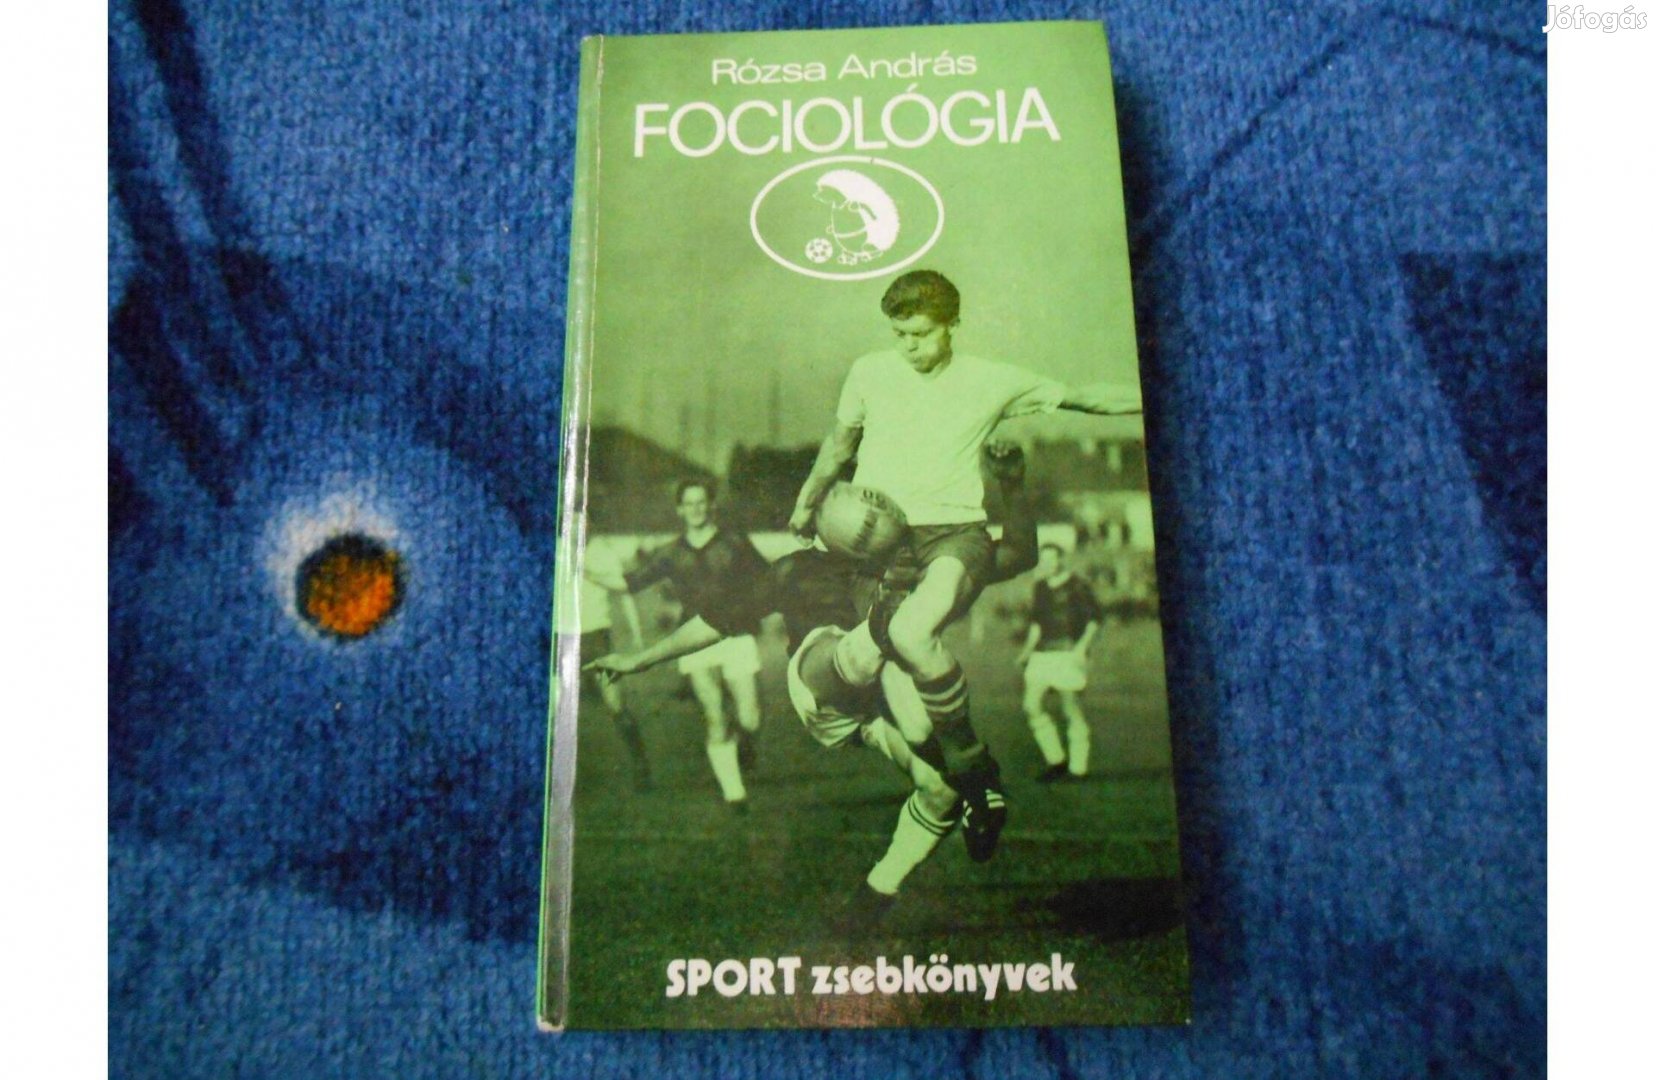 Jófogás
Rózsa András
FOCIOLÓGIA
SPORT zsebkönyvek